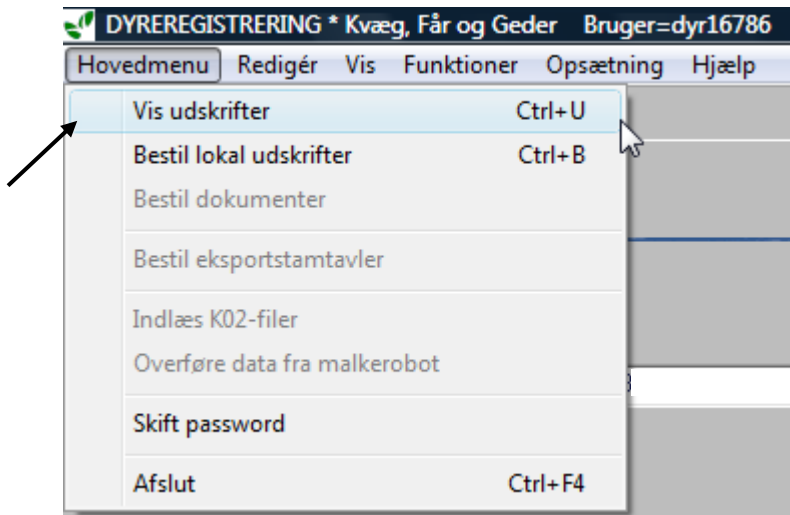 DYREREGISTRERING * Kvæg, Får og Geder Bruger=dyr16786
Hovedmenu Redigér Vis Funktioner Opsætning Hjælp
Vis udskrifter Ctrl+U
Bestil lokal udskrifter Ctrl+B
Bestil dokumenter
Bestil eksportstamtavler
Indlæs K02-filer
Overføre data fra malkerobot
Skift password
Afslut Ctrl+F4